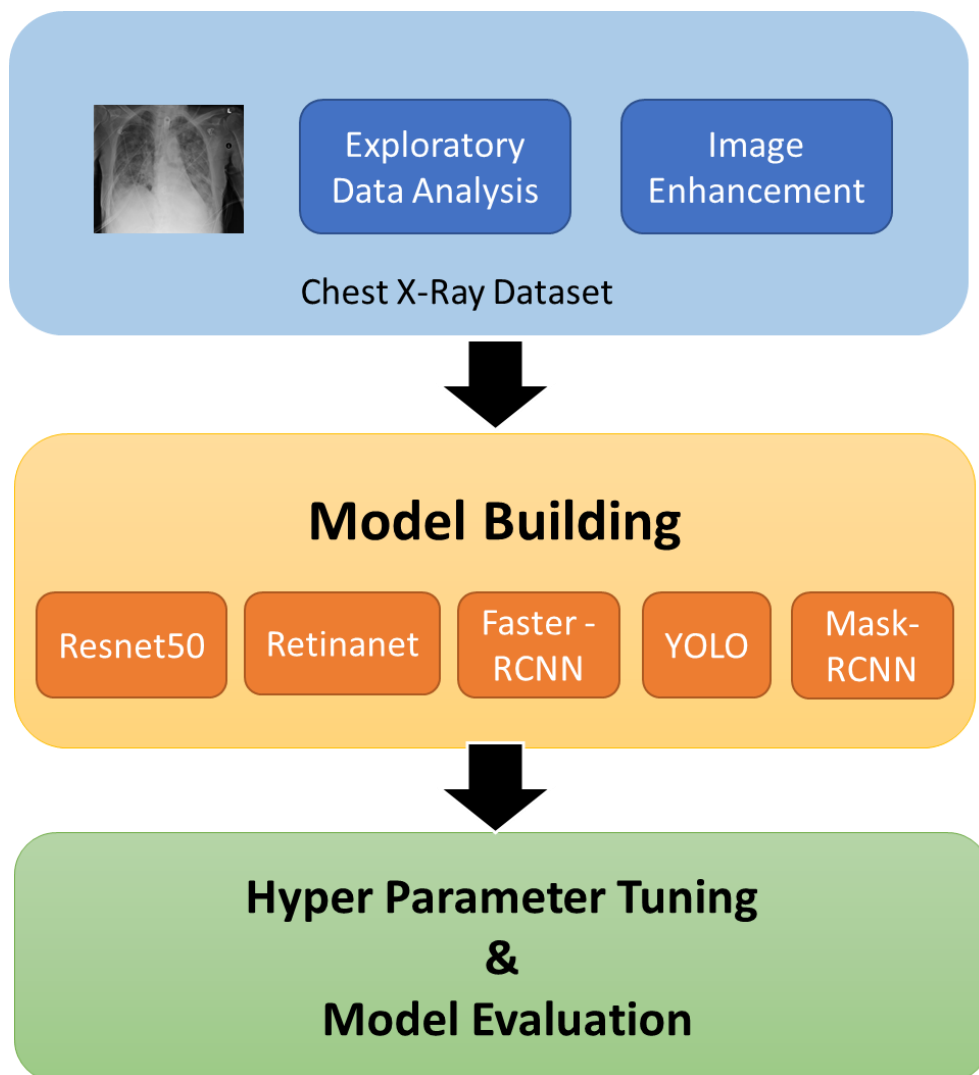 Exploratory
Data Analysis
Image
Enhancement
L
Chest X-Ray Dataset
Model Building
Resnet50
Retinanet
Faster -
RCNN
YOLO
Mask-
RCNN
Hyper Parameter Tuning
&
Model Evaluation